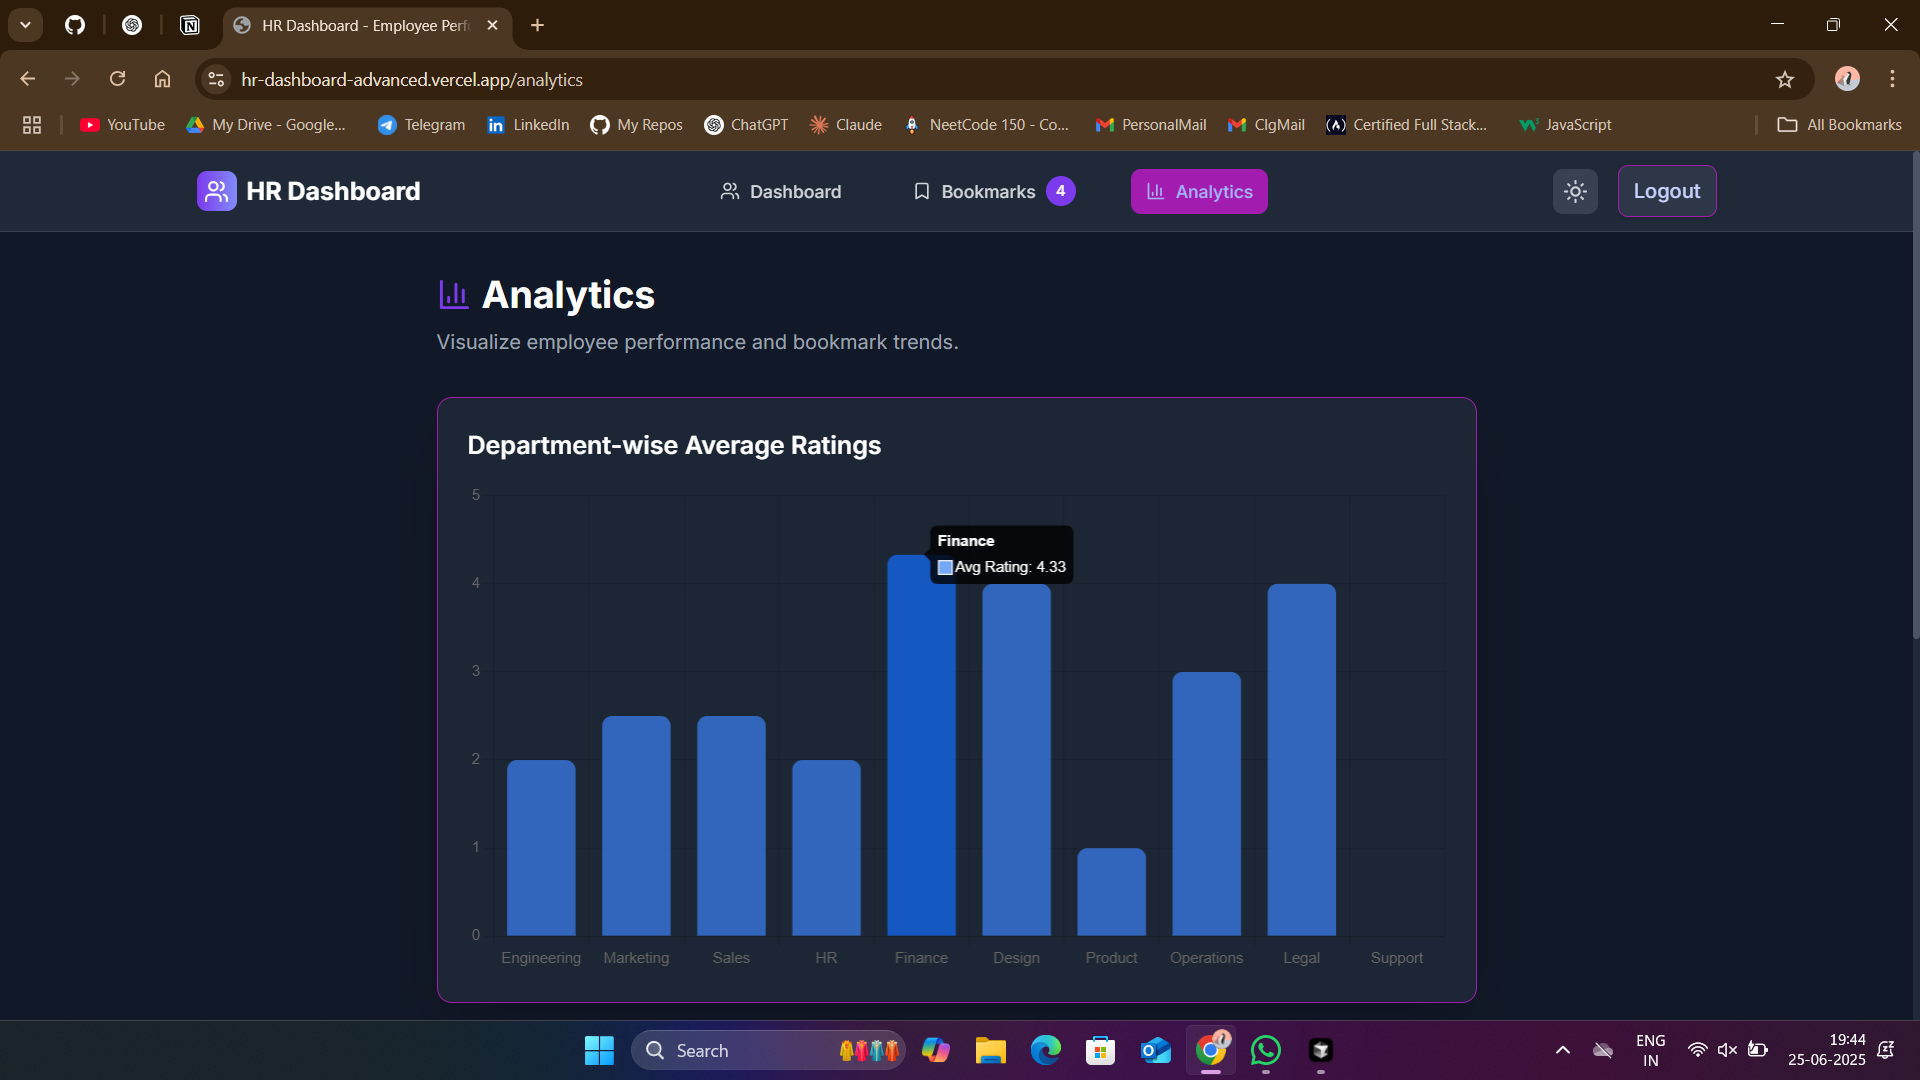 HR Dashboard - Employee Perf
hr-dashboard-advanced.vercel.app/analytics
YouTube
My Drive - Google...
Telegram
LinkedIn
My Repos
ChatGPT
Claude
NeetCode 150 - Co...
PersonalMail
ClgMail
Certified Full Stack...
JavaScript
All Bookmarks
HR Dashboard
Dashboard
Bookmarks 4
Analytics
Logout
Analytics
Visualize employee performance and bookmark trends.
Department-wise Average Ratings
5
4
3
2
1
0
Finance
Avg Rating: 4.33
Engineering Marketing Sales HR Finance Design Product Operations Legal Support
Search
ENG
IN
19:44
25-06-2025